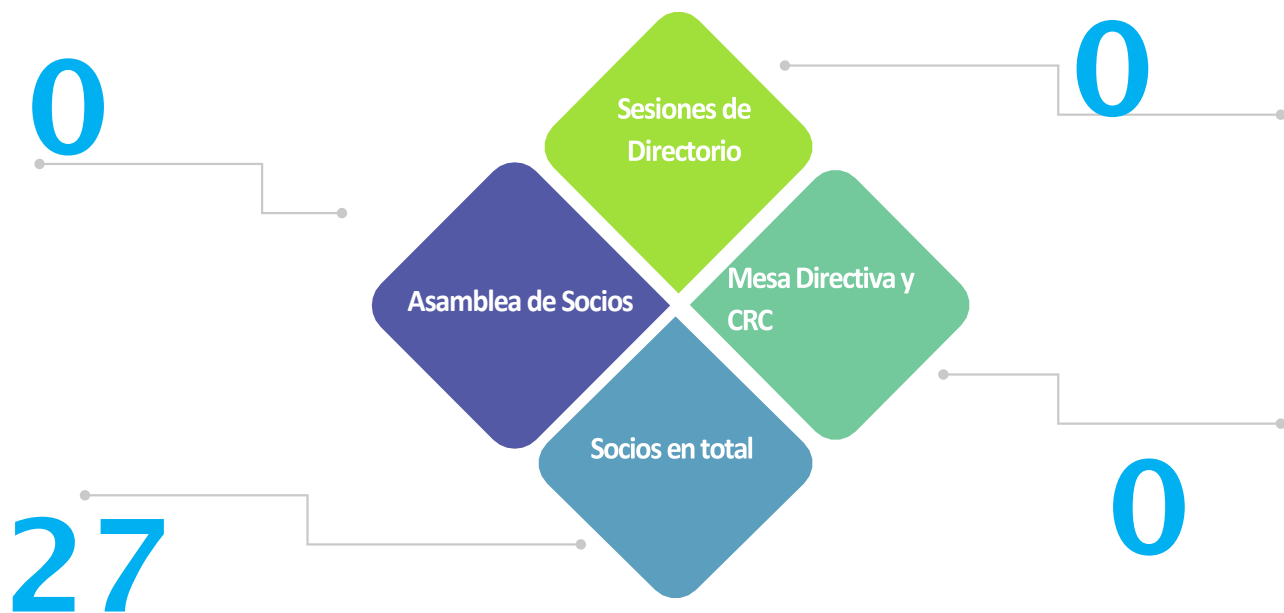 0
0
Sesiones de
Directorio
Asamblea de Socios
Mesa Directiva y
CRC
Socios en total
27
0